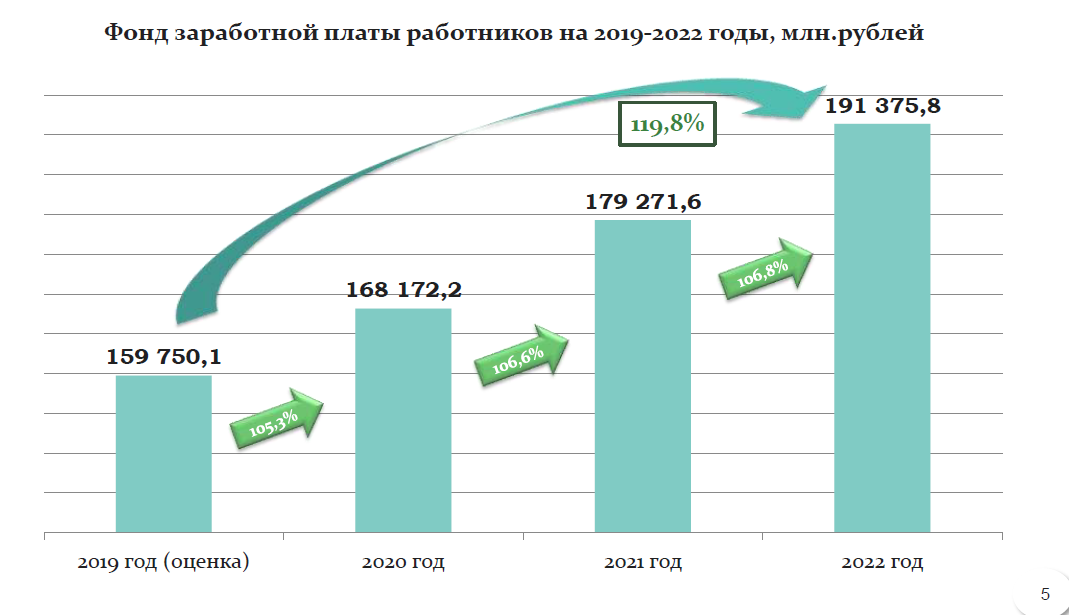 Фонд заработной платы работников на 2019-2022 годы, млн.рублей
191 375,8
119,8%
179 271,6
106,8%
168 172,2
106,6%
159 750,1
105,3%
2019 год (оценка)
2020 год
2021 год
2022 год
5